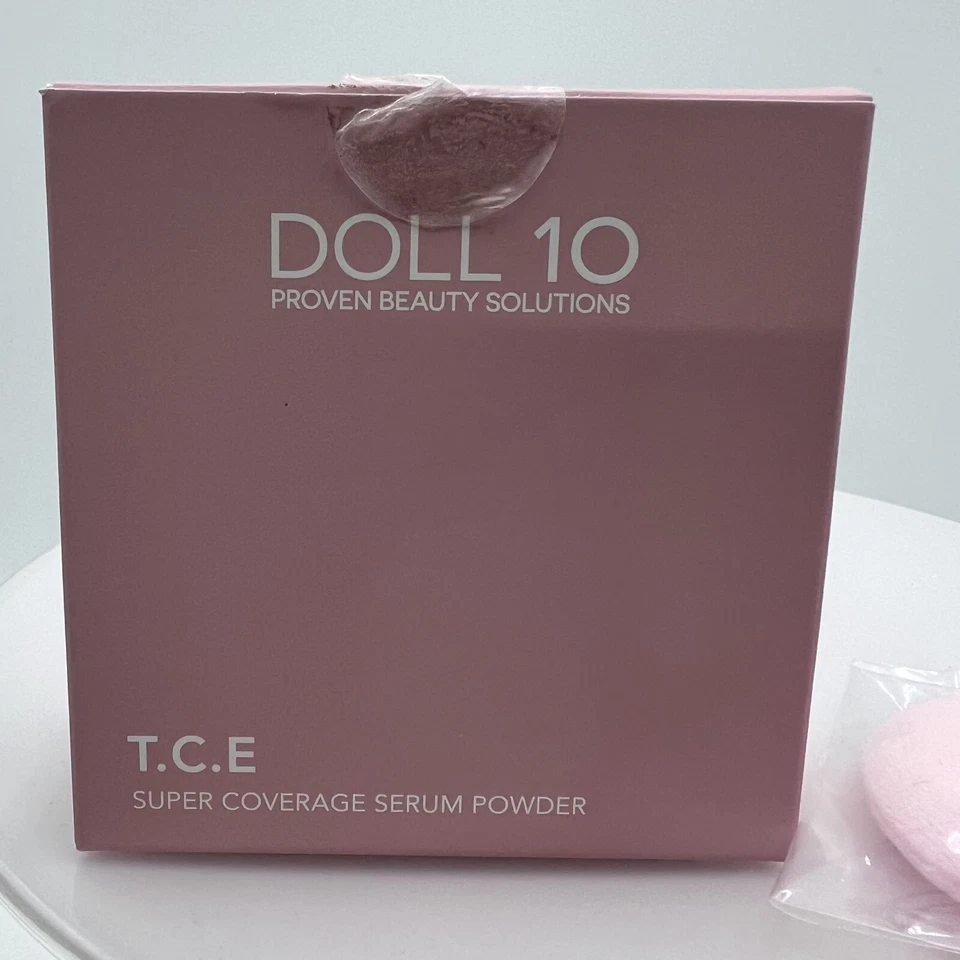 DOLL 10
PROVEN BEAUTY SOLUTIONS
T.C.E
SUPER COVERAGE SERUM POWDER